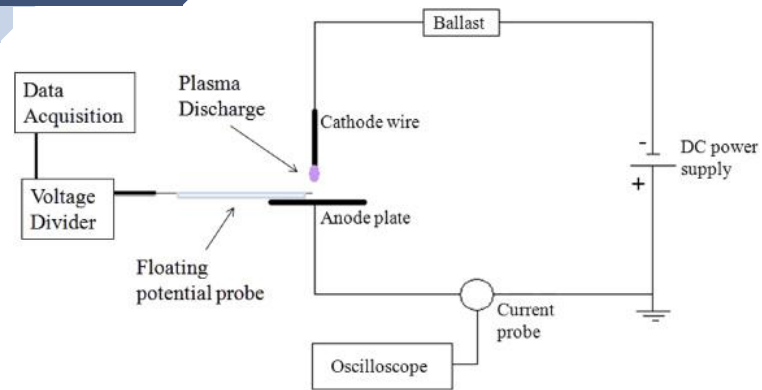 Ballast
Data
Acquisition
Plasma
Discharge
Cathode wire
-
DC power
supply
+
Voltage
Divider
Anode plate
Floating
potential probe
Current
probe
Oscilloscope